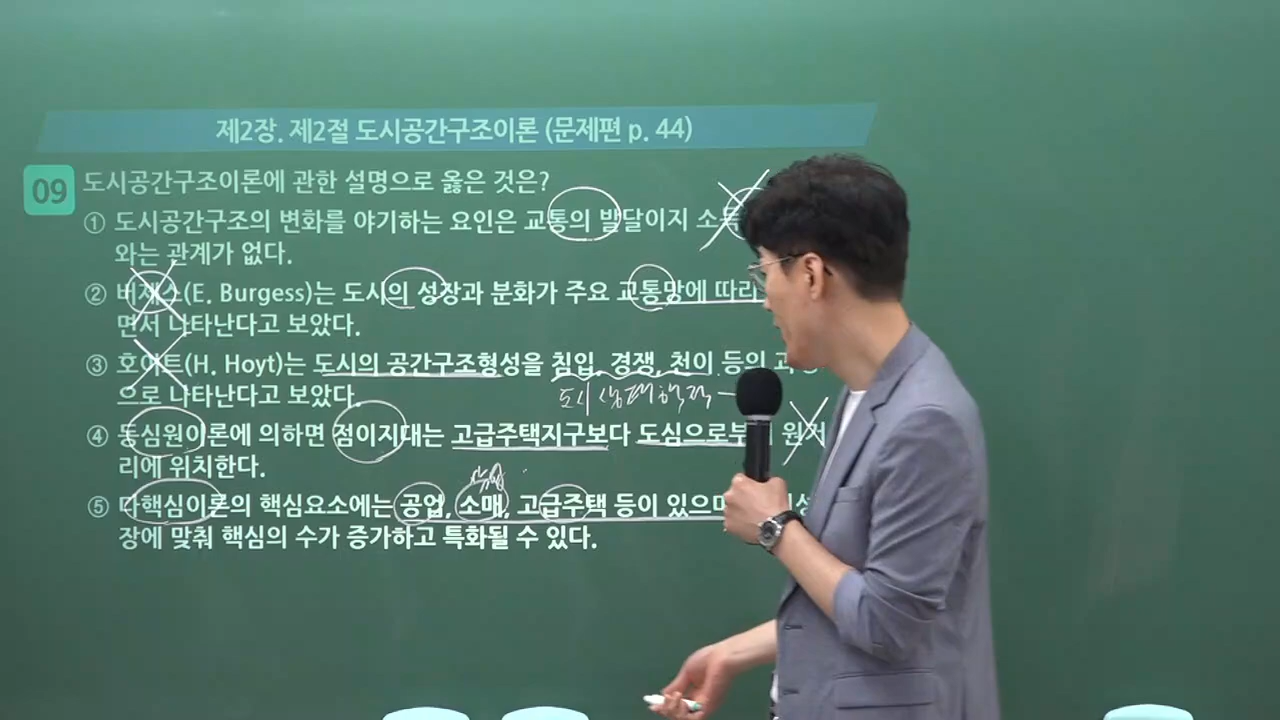 제2장. 제2절 도시공간구조이론 (문제편 p. 44)
09 도시공간구조이론에 관한 설명으로 옳은 것은?
① 도시공간구조의 변화를 야기하는 요인은 교통의 발달이지 소득
와는 관계가 없다.
② 버제스(E. Burgess)는 도시의 성장과 분화가 주요 교통망에 따라
면서 나타난다고 보았다.
③ 호이트(H. Hoyt)는 도시의 공간구조형성을 침입, 경쟁, 천이 등의 과정
으로 나타난다고 보았다.
도시생태학적
④ 동심원이론에 의하면 점이지대는 고급주택지구보다 도심으로부터 원거
리에 위치한다.
⑤ 다핵심이론의 핵심요소에는 공업, 소매, 고급주택 등이 있으며
장에 맞춰 핵심의 수가 증가하고 특화될 수 있다.